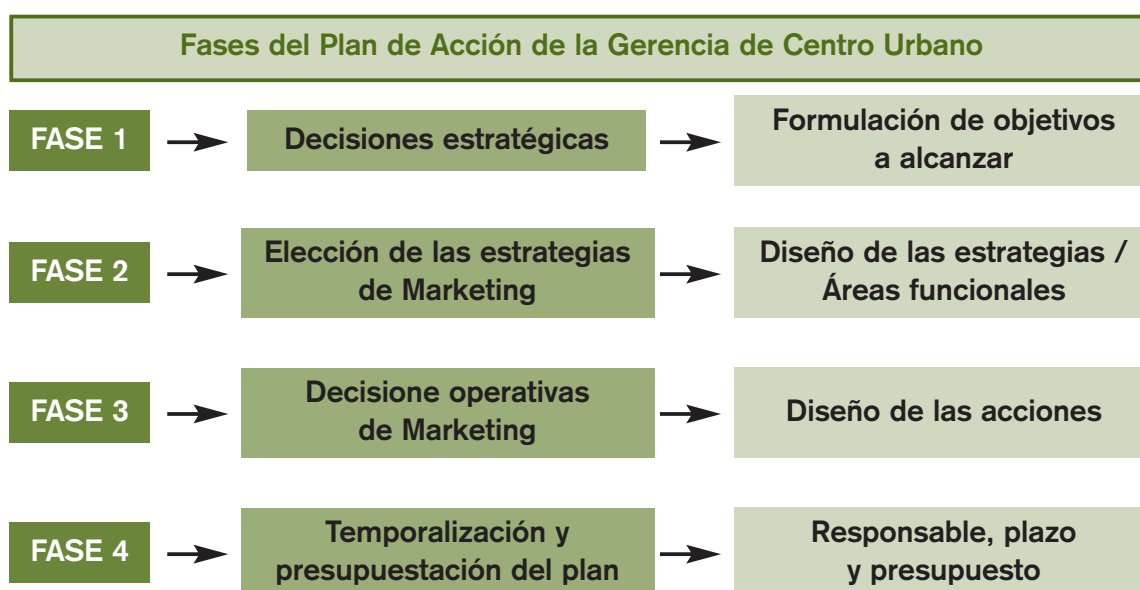 Fases del Plan de Acción de la Gerencia de Centro Urbano
FASE 1
Decisiones estratégicas
Formulación de objetivos
a alcanzar
FASE 2
Elección de las estrategias
de Marketing
Diseño de las estrategias /
Áreas funcionales
FASE 3
Decisione operativas
de Marketing
Diseño de las acciones
FASE 4
Temporalización y
presupuestación del plan
Responsable, plazo
y presupuesto